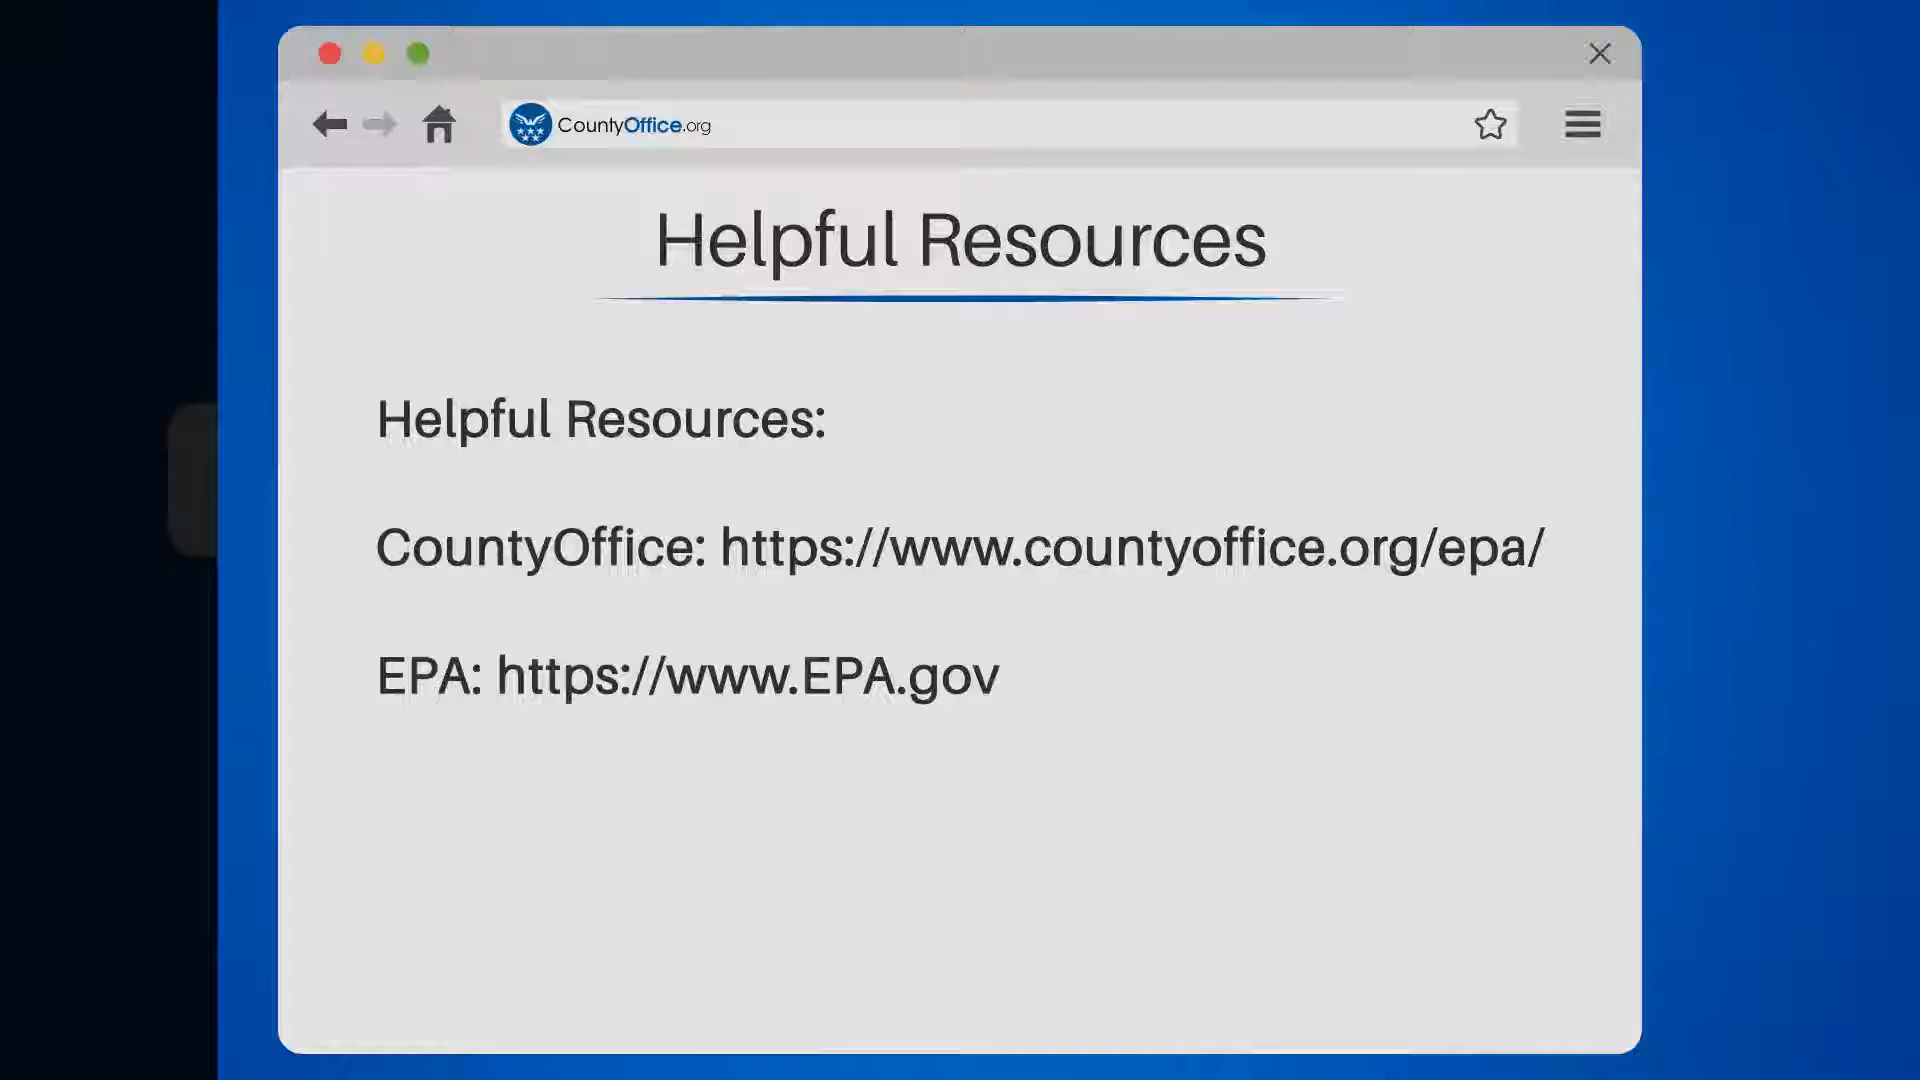 CountyOffice.org
Helpful Resources
Helpful Resources:
CountyOffice: https://www.countyoffice.org/epa/
EPA: https://www.EPA.gov